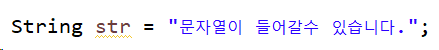 String str = "문자열이 들어갈수 있습니다.";